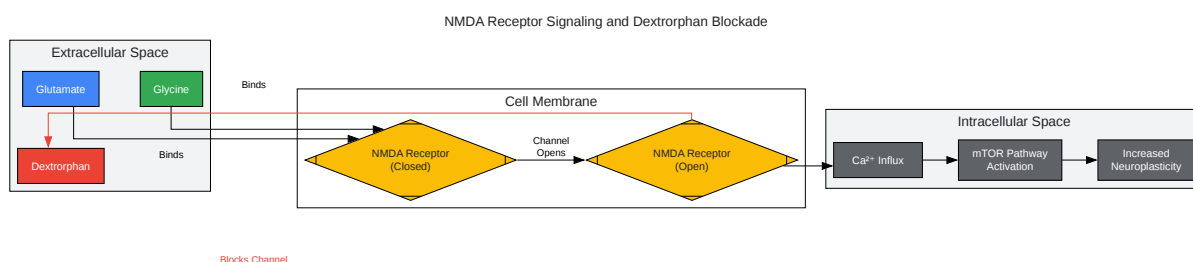 NMDA Receptor Signaling and Dextrorphan Blockade
Extracellular Space
Glutamate
Glycine
Binds
Binds
Dextrorphan
Cell Membrane
NMDA Receptor
(Closed)
Channel
Opens
NMDA Receptor
(Open)
Intracellular Space
Ca²⁺ Influx
mTOR Pathway
Activation
Increased
Neuroplasticity
Blocks Channel